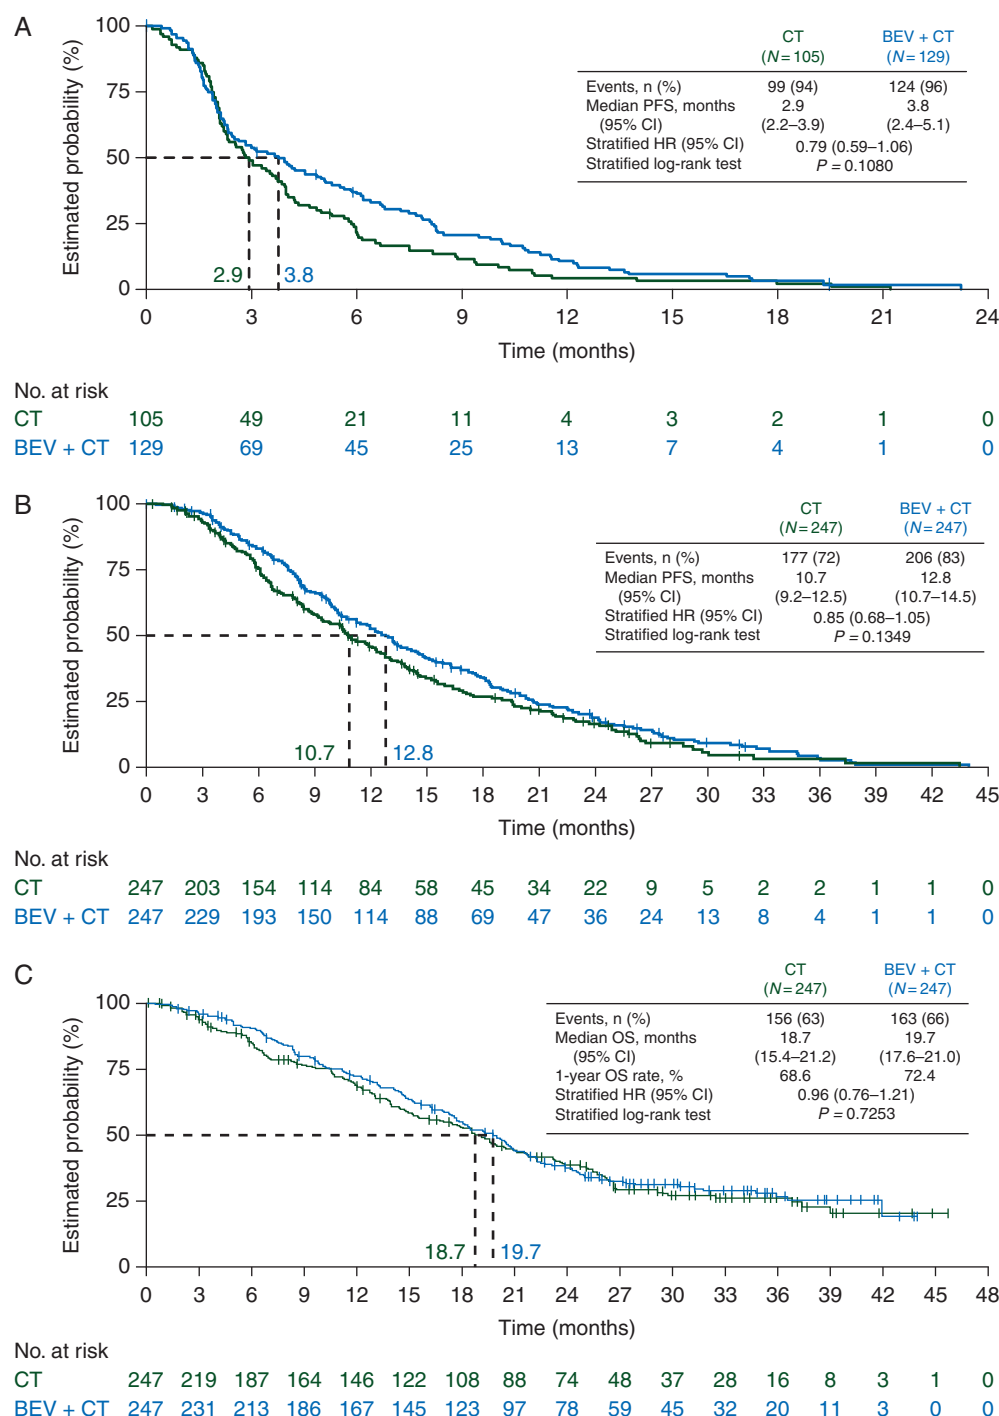 A
Estimated probability (%)
100
75
50
25
0
CT
BEV + CT
(N=105)
(N=129)
Events, n (%)
99 (94)
124 (96)
Median PFS, months
2.9
3.8
(95% CI)
(2.2–3.9)
(2.4–5.1)
Stratified HR (95% CI)
0.79 (0.59–1.06)
Stratified log-rank test
P = 0.1080
2.9
3.8
0 3 6 9 12 15 18 21 24
Time (months)
No. at risk
CT 105 49 21 11 4 3 2 1 0
BEV + CT 129 69 45 25 13 7 4 1 0
B
Estimated probability (%)
100
75
50
25
0
CT
BEV + CT
(N=247)
(N=247)
Events, n (%)
177 (72)
206 (83)
Median PFS, months
10.7
12.8
(95% CI)
(9.2–12.5)
(10.7–14.5)
Stratified HR (95% CI)
0.85 (0.68–1.05)
Stratified log-rank test
P = 0.1349
10.7
12.8
0 3 6 9 12 15 18 21 24 27 30 33 36 39 42 45
Time (months)
No. at risk
CT 247 203 154 114 84 58 45 34 22 9 5 2 2 1 1 0
BEV + CT 247 229 193 150 114 88 69 47 36 24 13 8 4 1 1 0
C
Estimated probability (%)
100
75
50
25
0
CT
BEV + CT
(N=247)
(N=247)
Events, n (%)
156 (63)
163 (66)
Median OS, months
18.7
19.7
(95% CI)
(15.4–21.2)
(17.6–21.0)
1-year OS rate, %
68.6
72.4
Stratified HR (95% CI)
0.96 (0.76–1.21)
Stratified log-rank test
P = 0.7253
18.7
19.7
0 3 6 9 12 15 18 21 24 27 30 33 36 39 42 45 48
Time (months)
No. at risk
CT 247 219 187 164 146 122 108 88 74 48 37 28 16 8 3 1 0
BEV + CT 247 231 213 186 167 145 123 97 78 59 45 32 20 11 3 0 0